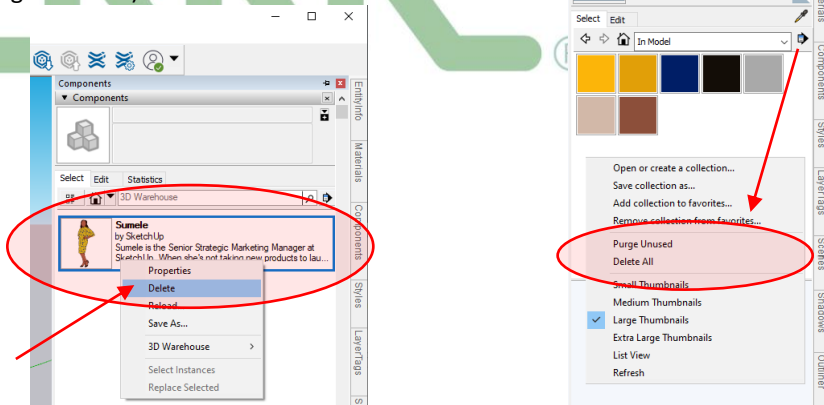 Components
Components
Select Edit Statistics
3D Warehouse
Sumele
by SketchUp
Sumele is the Senior Strategic Marketing Manager at
SketchUp. When she's not taking new products to lau...
Properties
Delete
Reload
Save As...
3D Warehouse
Select Instances
Replace Selected
EntityInfo
Materials
Components
Styles
LayerTags
Select Edit
In Model
Open or create a collection...
Save collection as...
Add collection to favorites...
Remove collection from favorites...
Purge Unused
Delete All
Small Thumbnails
Medium Thumbnails
Large Thumbnails
Extra Large Thumbnails
List View
Refresh
Components
Styles
LayerTags
Scenes
Shadows
Outliner
®